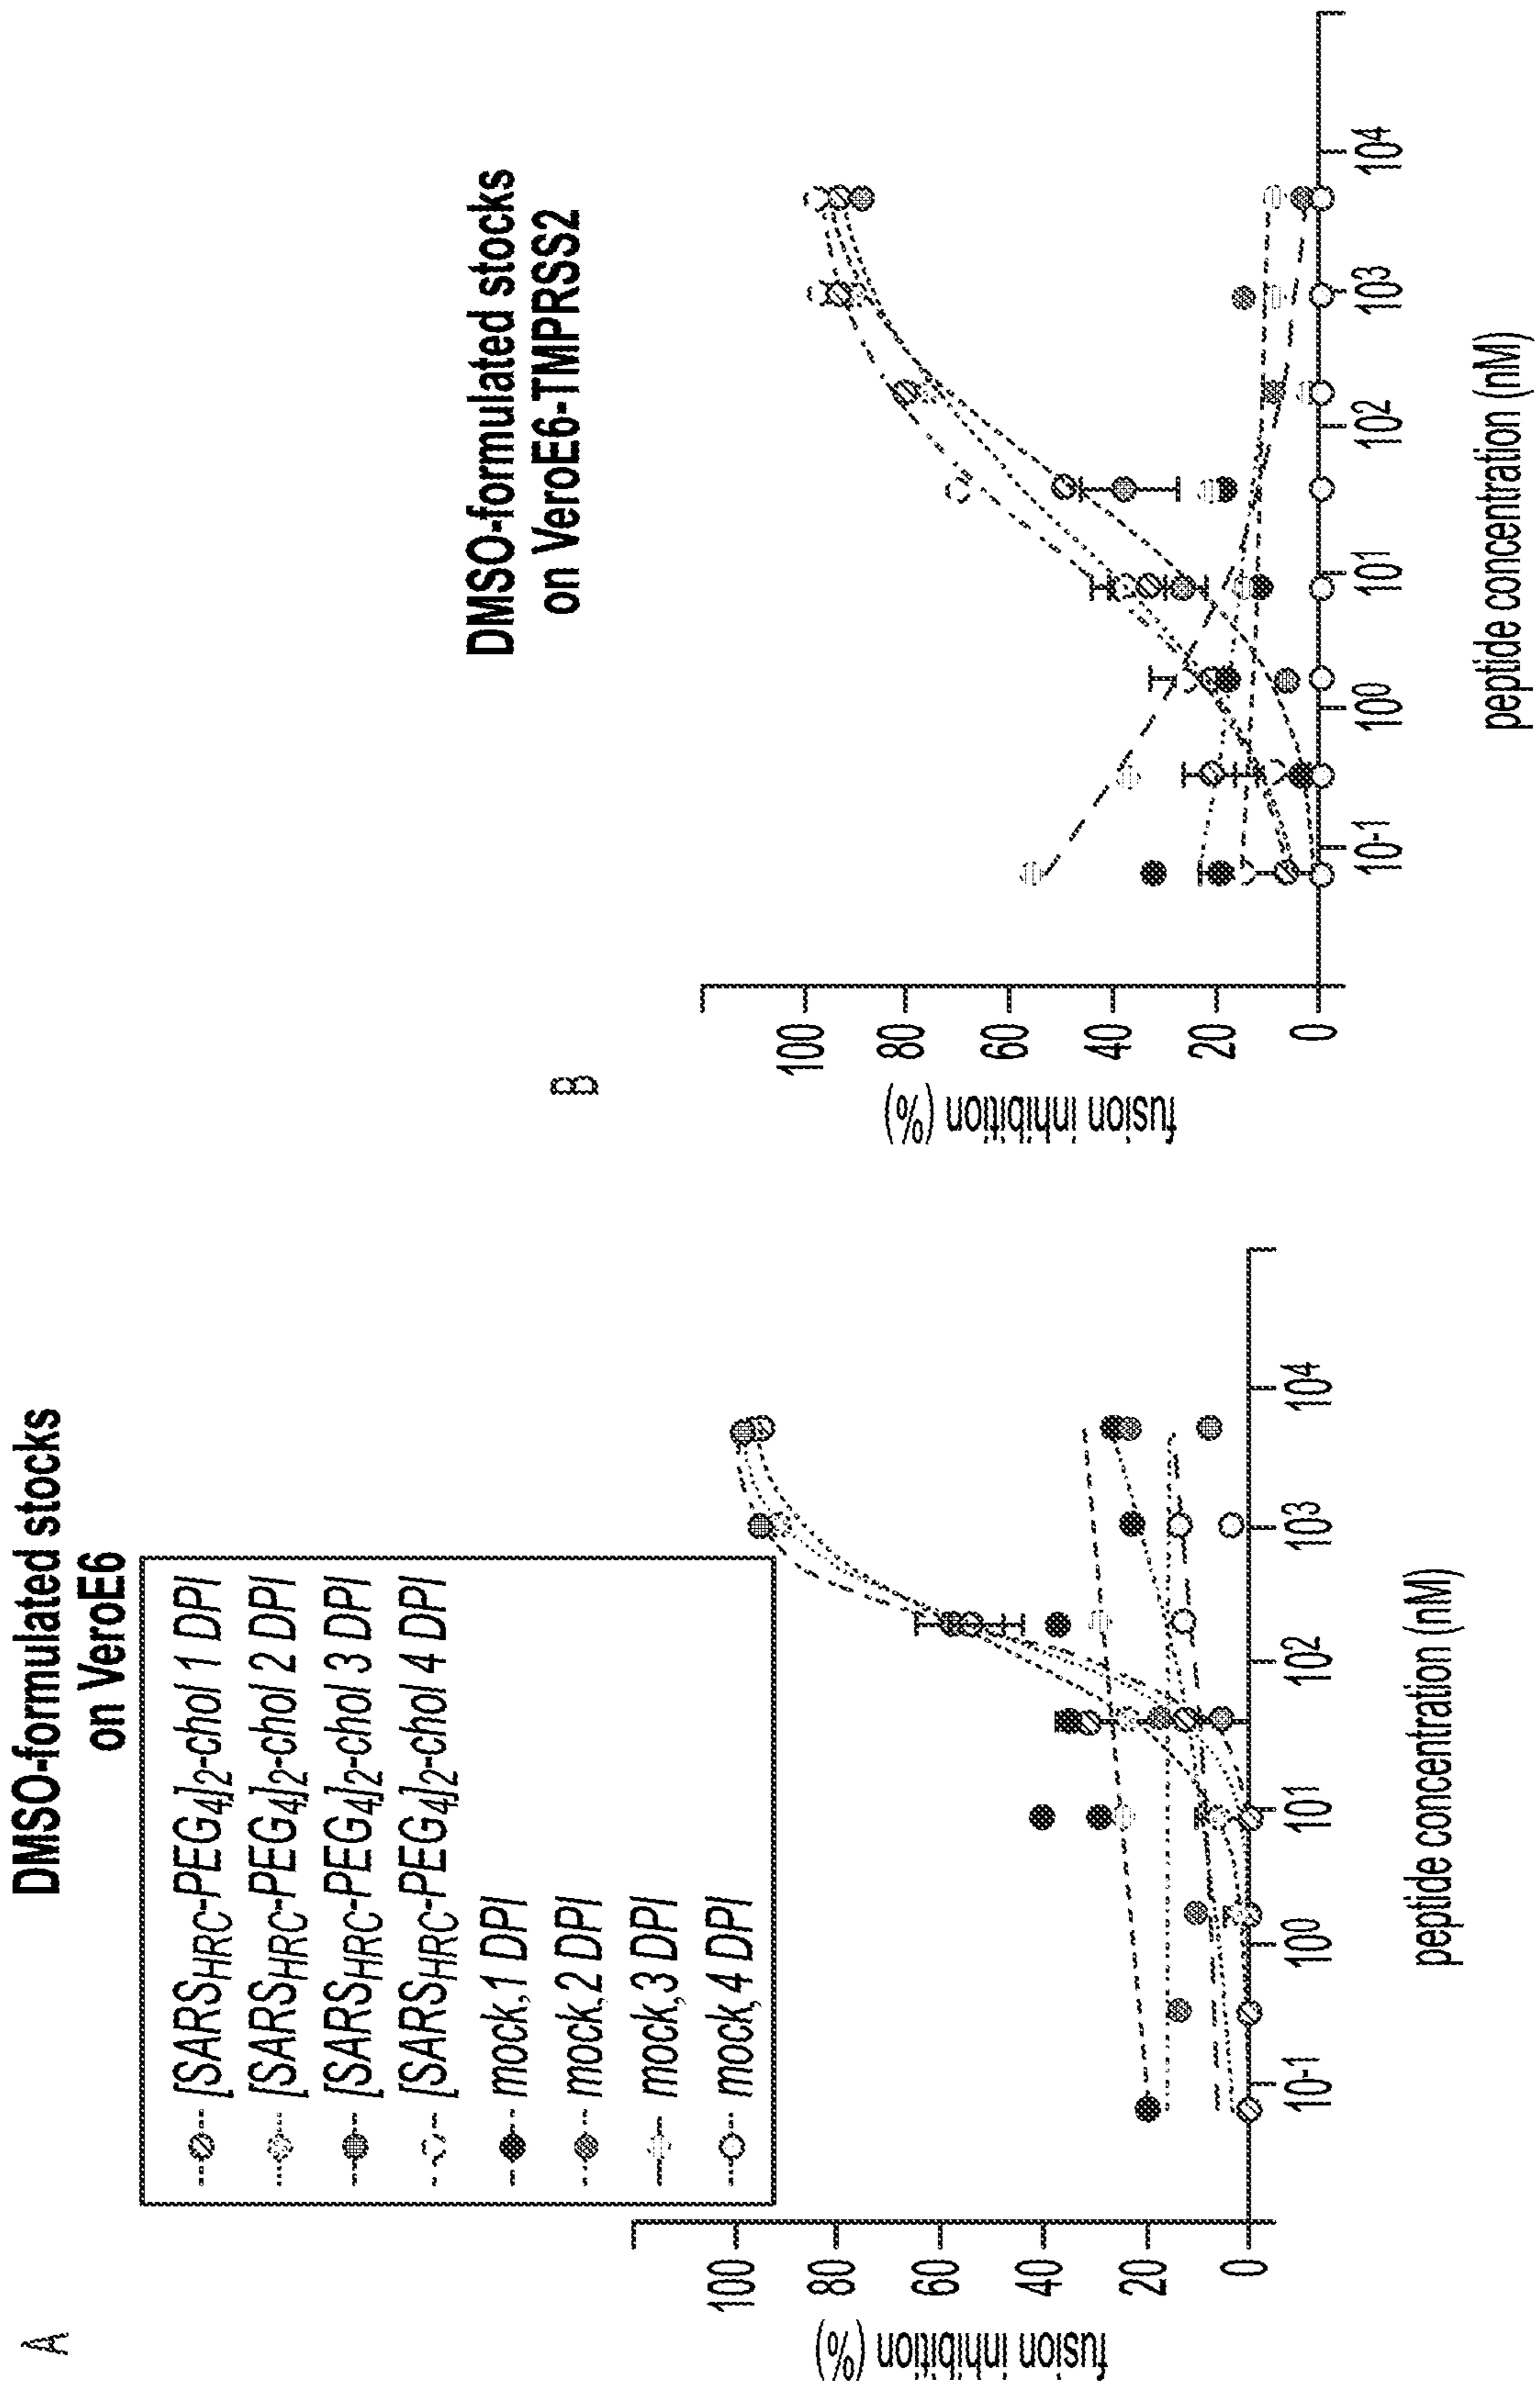 A
DMSO-formulated stocks
on VeroE6
[SARSHRC-PEG4]2-chol 1 DPI
[SARSHRC-PEG4]2-chol 2 DPI
[SARSHRC-PEG4]2-chol 3 DPI
[SARSHRC-PEG4]2-chol 4 DPI
mock,1 DPI
mock,2 DPI
mock,3 DPI
mock,4 DPI
fusion inhibition (%)
100
80
60
40
20
0
10-1
100
101
102
103
104
peptide concentration (nM)
B
DMSO-formulated stocks
on VeroE6-TMPRSS2
fusion inhibition (%)
100
80
60
40
20
0
10-1
100
101
102
103
104
peptide concentration (nM)